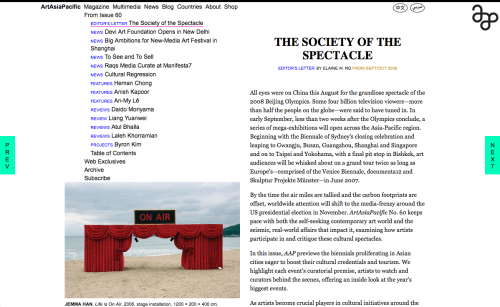 ArtAsiaPacific Magazine Multimedia News Blog Countries About Shop
中文
From Issue 60
EDITOR'S LETTER The Society of the Spectacle
NEWS Devi Art Foundation Opens in New Delhi
NEWS Big Ambitions for New-Media Art Festival in
Shanghai
NEWS To See and To Sell
NEWS Raqs Media Curate at Manifesta7
NEWS Cultural Regression
FEATURES Heman Chong
FEATURES Anish Kapoor
FEATURES An-My Lê
REVIEWS Daido Moriyama
REVIEW Liang Yuanwei
REVIEWS Atul Bhalla
REVIEWS Laleh Khorramian
PROJECTS Byron Kim
Table of Contents
Web Exclusives
Archive
Subscribe
PREV
ON AIR
JEMMA HAN, Life Is On Air, 2008, stage installation, 1200 × 200 × 400 cm.
THE SOCIETY OF THE
SPECTACLE
EDITOR'S LETTER BY ELAINE W. NG FROM SEP/OCT 2008
All eyes were on China this August for the grandiose spectacle of the
2008 Beijing Olympics. Some four billion television viewers—more
than half the people on the globe—were said to have tuned in. In
early September, less than two weeks after the Olympics conclude, a
series of mega-exhibitions will open across the Asia-Pacific region.
Beginning with the Biennale of Sydney's closing celebration and
leaping to Gwangju, Busan, Guangzhou, Shanghai and Singapore
and on to Taipei and Yokohama, with a final pit stop in Bishkek, art
audiences will be whisked about on a grand tour twice as long as
Europe's—comprised of the Venice Biennale, documenta12 and
Skulptur Projekte Münster—in June 2007.
By the time the air miles are tallied and the carbon footprints are
offset, worldwide attention will shift to the media-frenzy around the
US presidential election in November. ArtAsiaPacific No. 60 keeps
pace with both the self-seeking contemporary art world and the
seismic, real-world affairs that impact it, examining how artists
participate in and critique these cultural spectacles.
In this issue, AAP previews the biennials proliferating in Asian
cities eager to boost their cultural credentials and tourism. We
highlight each event's curatorial premise, artists to watch and
curators behind the scenes, offering an inside look at the year's
biggest events.
As artists become crucial players in cultural initiatives around the
NEXT